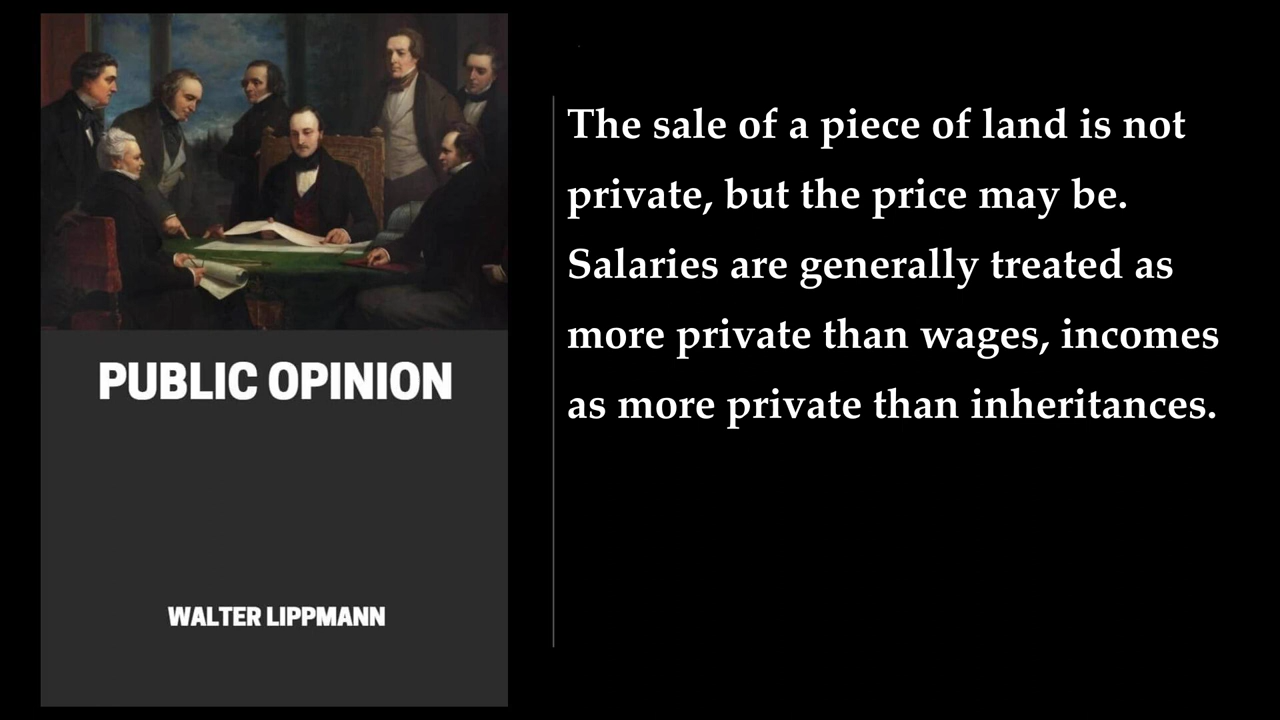 PUBLIC OPINION
WALTER LIPPMANN
The sale of a piece of land is not
private, but the price may be.
Salaries are generally treated as
more private than wages, incomes
as more private than inheritances.